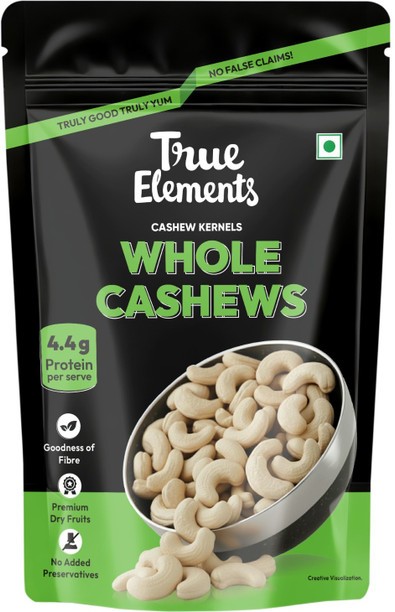 NO FALSE CLAIMS!
TRULY GOOD TRULY YUM
True
Elements
CASHEW KERNELS
WHOLE
CASHEWS
4.4g
Protein
per serve
Goodness of
Fibre
Premium
Dry Fruits
No Added
Preservatives
Creative Visualization.